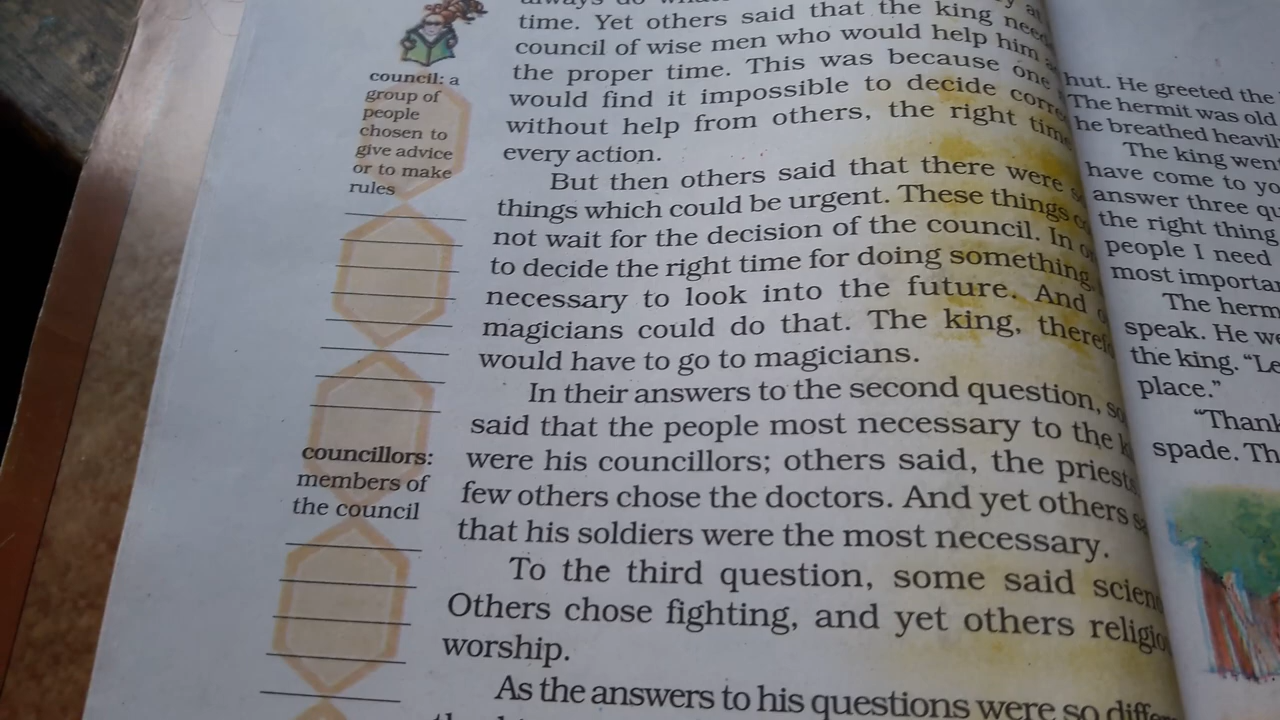 time. Yet others said that the king
council of wise men who would help him
the proper time. This was because one
would find it impossible to decide
without help from others, the right
every action.
But then others said that there were
things which could be urgent. These things
not wait for the decision of the council. In
to decide the right time for doing something,
necessary to look into the future. And
magicians could do that. The king,
would have to go to magicians.
In their answers to the second question,
said that the people most necessary to the
were his councillors; others said, the
few others chose the doctors. And yet others
that his soldiers were the most necessary.
To the third question, some said
Others chose fighting, and yet others
worship.
As the answers to his questions were so
council: a
group of
people
chosen to
give advice
or to make
rules
councillors:
members of
the council
hut. He greeted the
The hermit was old
he breathed
The king went
have come to
answer three
the right thing
people I need
most
The
speak. He
the king.
place.”
“Thank
spade.